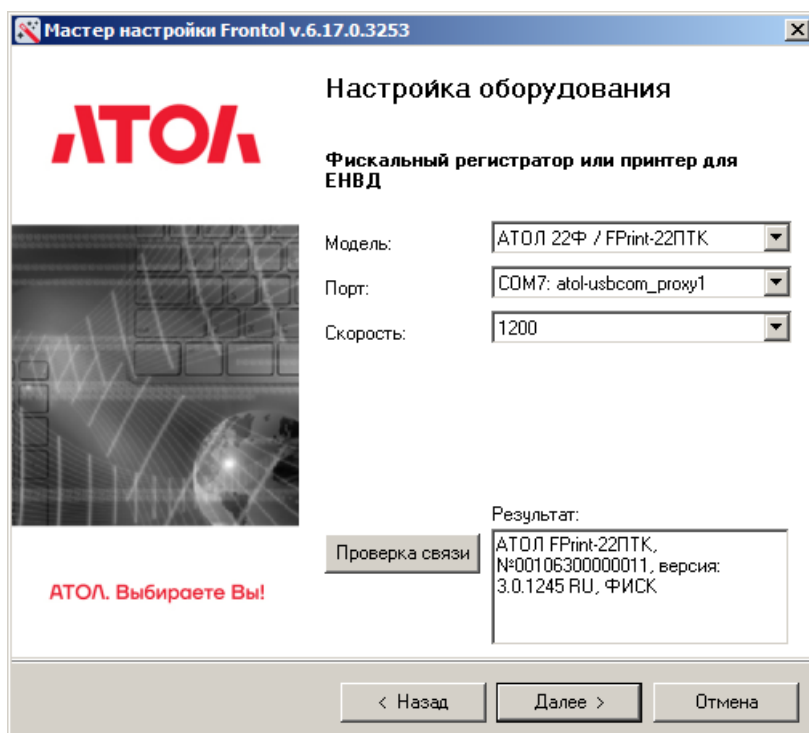 Мастер настройки Frontol v.6.17.0.3253
АТОЛ
Настройка оборудования
Фискальный регистратор или принтер для
ЕНВД
Модель:
АТОЛ 22Ф / FPrint-22ПТК
Порт:
COM7: atol-usbcom_proxy1
Скорость:
1200
Результат:
Проверка связи
АТОЛ FPrint-22ПТК,
№00106300000011, версия:
3.0.1245 RU, ФИСК
АТОЛ. Выбираете Вы!
< Назад
Далее >
Отмена